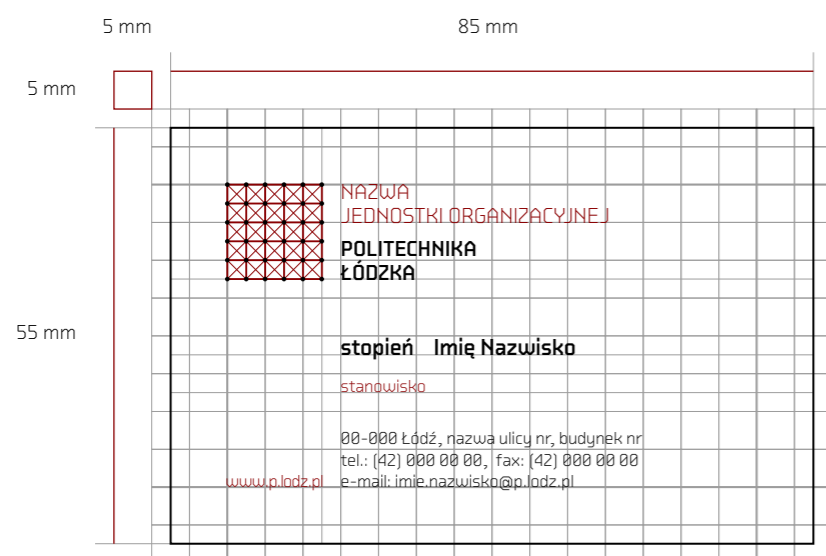 5 mm
85 mm
5 mm
NAZWA
JEDNOSTKI ORGANIZACYJNEJ
POLITECHNIKA
ŁÓDZKA
55 mm
stopień Imię Nazwisko
stanowisko
00-000 Łódź, nazwa ulicy nr, budynek nr
tel.: (42) 000 00 00, fax: (42) 000 00 00
www.p.lodz.pl e-mail: imie.nazwisko@p.lodz.pl